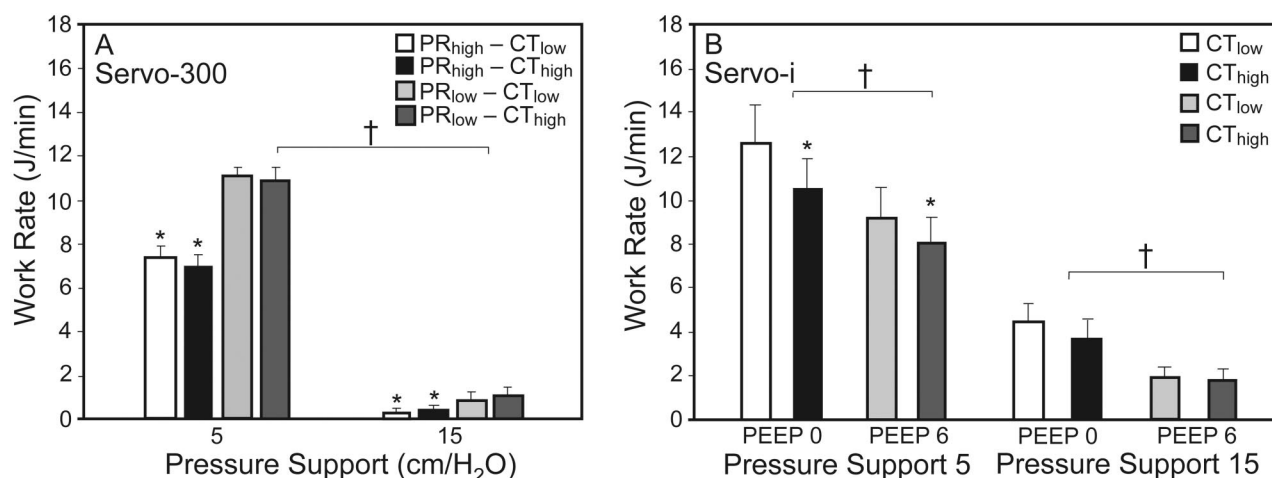 A
Servo-300
PRhigh – CTlow
PRhigh – CThigh
PRlow – CTlow
PRlow – CThigh
†
* *
* *
18
16
14
12
10
8
6
4
2
0
Work Rate (J/min)
5 15
Pressure Support (cm/H2O)
B
Servo-i
CTlow
CThigh
CTlow
CThigh
†
*
*
†
18
16
14
12
10
8
6
4
2
0
Work Rate (J/min)
PEEP 0 PEEP 6 PEEP 0 PEEP 6
Pressure Support 5 Pressure Support 15